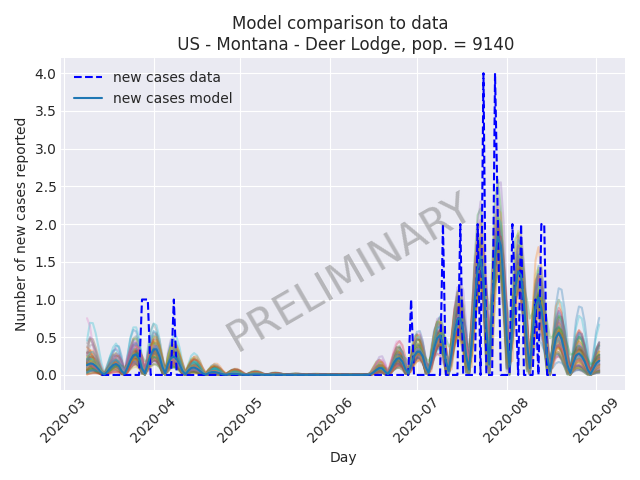 Model comparison to data
US - Montana - Deer Lodge, pop. = 9140
new cases data
new cases model
Number of new cases reported
4.0
3.5
3.0
2.5
2.0
1.5
1.0
0.5
0.0
PRELIMINARY
2020-03
2020-04
2020-05
2020-06
2020-07
2020-08
2020-09
Day